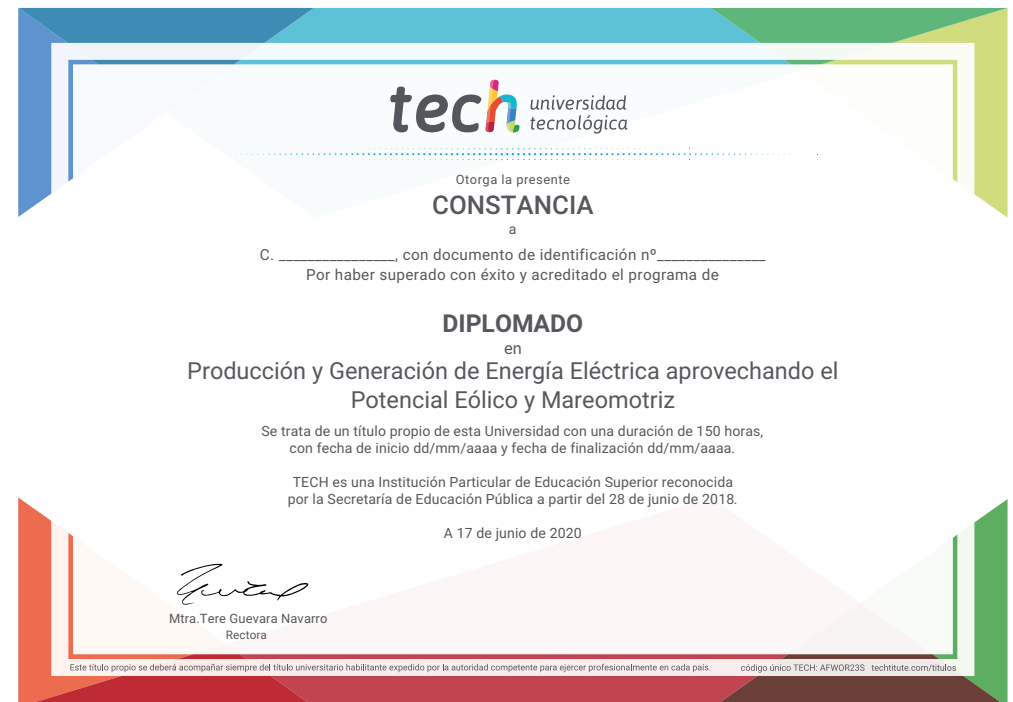 tech universidad
tecnológica
Otorga la presente
CONSTANCIA
a
C. ________________, con documento de identificación nº_______________
Por haber superado con éxito y acreditado el programa de
DIPLOMADO
en
Producción y Generación de Energía Eléctrica aprovechando el
Potencial Eólico y Mareomotriz
Se trata de un título propio de esta Universidad con una duración de 150 horas,
con fecha de inicio dd/mm/aaaa y fecha de finalización dd/mm/aaaa.
TECH es una Institución Particular de Educación Superior reconocida
por la Secretaría de Educación Pública a partir del 28 de junio de 2018.
A 17 de junio de 2020
Mtra.Tere Guevara Navarro
Rectora
Este título propio se deberá acompañar siempre del título universitario habilitante expedido por la autoridad competente para ejercer profesionalmente en cada país. código único TECH: AFWOR23S techtitute.com/titulos